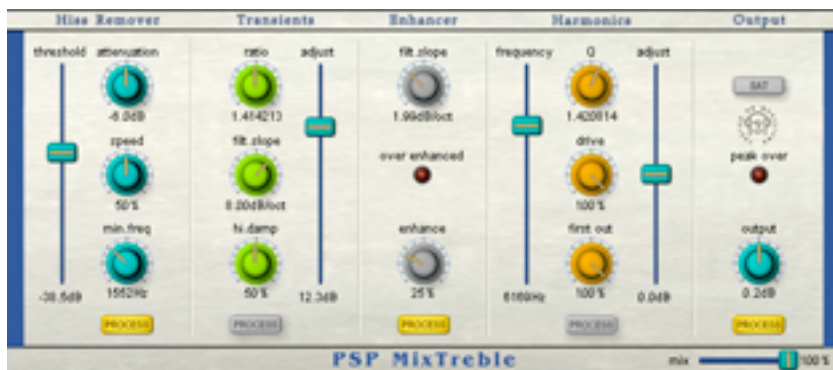 Hiss Remover Transients Enhancer Harmonics Output
threshold attenuation ratio adjust filt.slope frequency Q adjust
SAT
-6.0dB 1.414213 1.99dB/oct 1.420814
speed filt.slope over enhanced drive peak over
50% 8.00dB/oct 100%
min.freq hi.damp enhance first out output
-38.5dB 1552Hz 50% 12.3dB 25% 100% 0.0dB 0.2dB
PROCESS PROCESS PROCESS PROCESS PROCESS
PSP MixTreble mix 100%